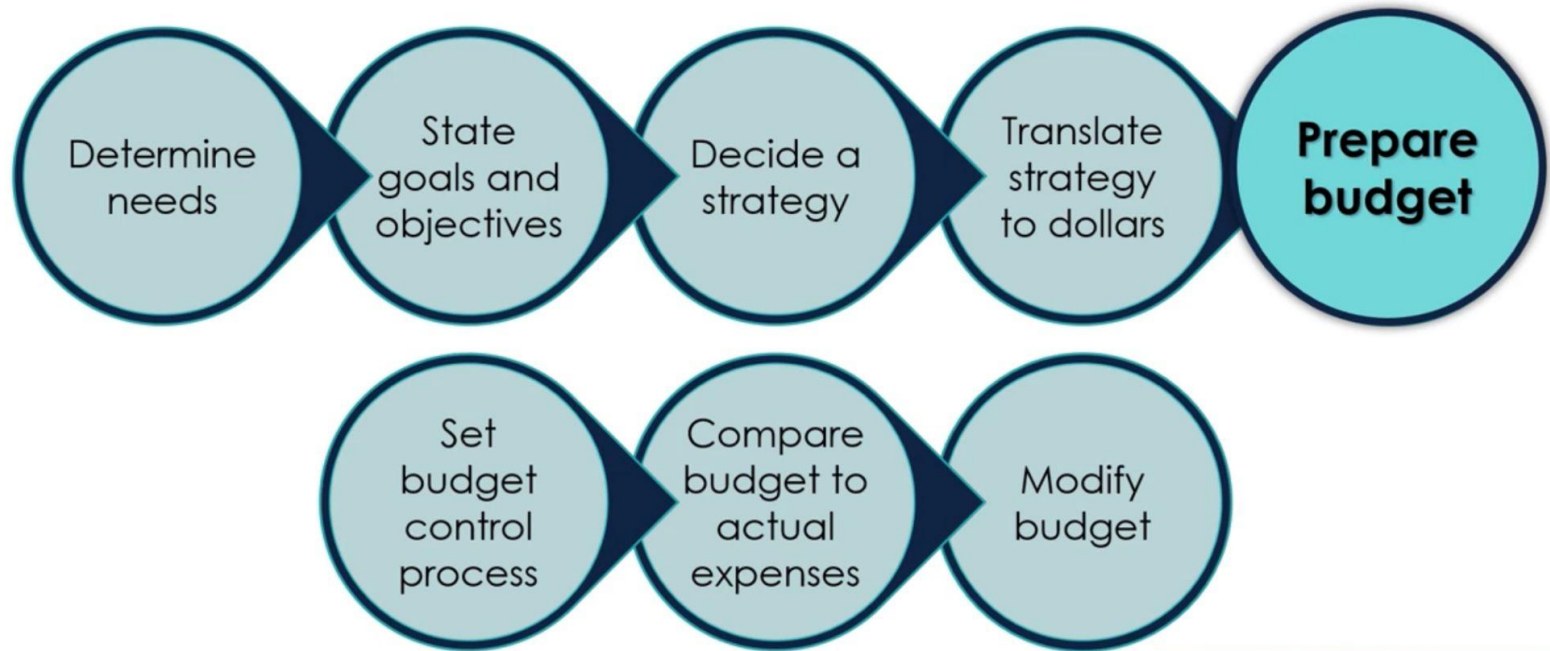 Determine
needs
State
goals and
objectives
Decide a
strategy
Translate
strategy
to dollars
Prepare
budget
Set
budget
control
process
Compare
budget to
actual
expenses
Modify
budget